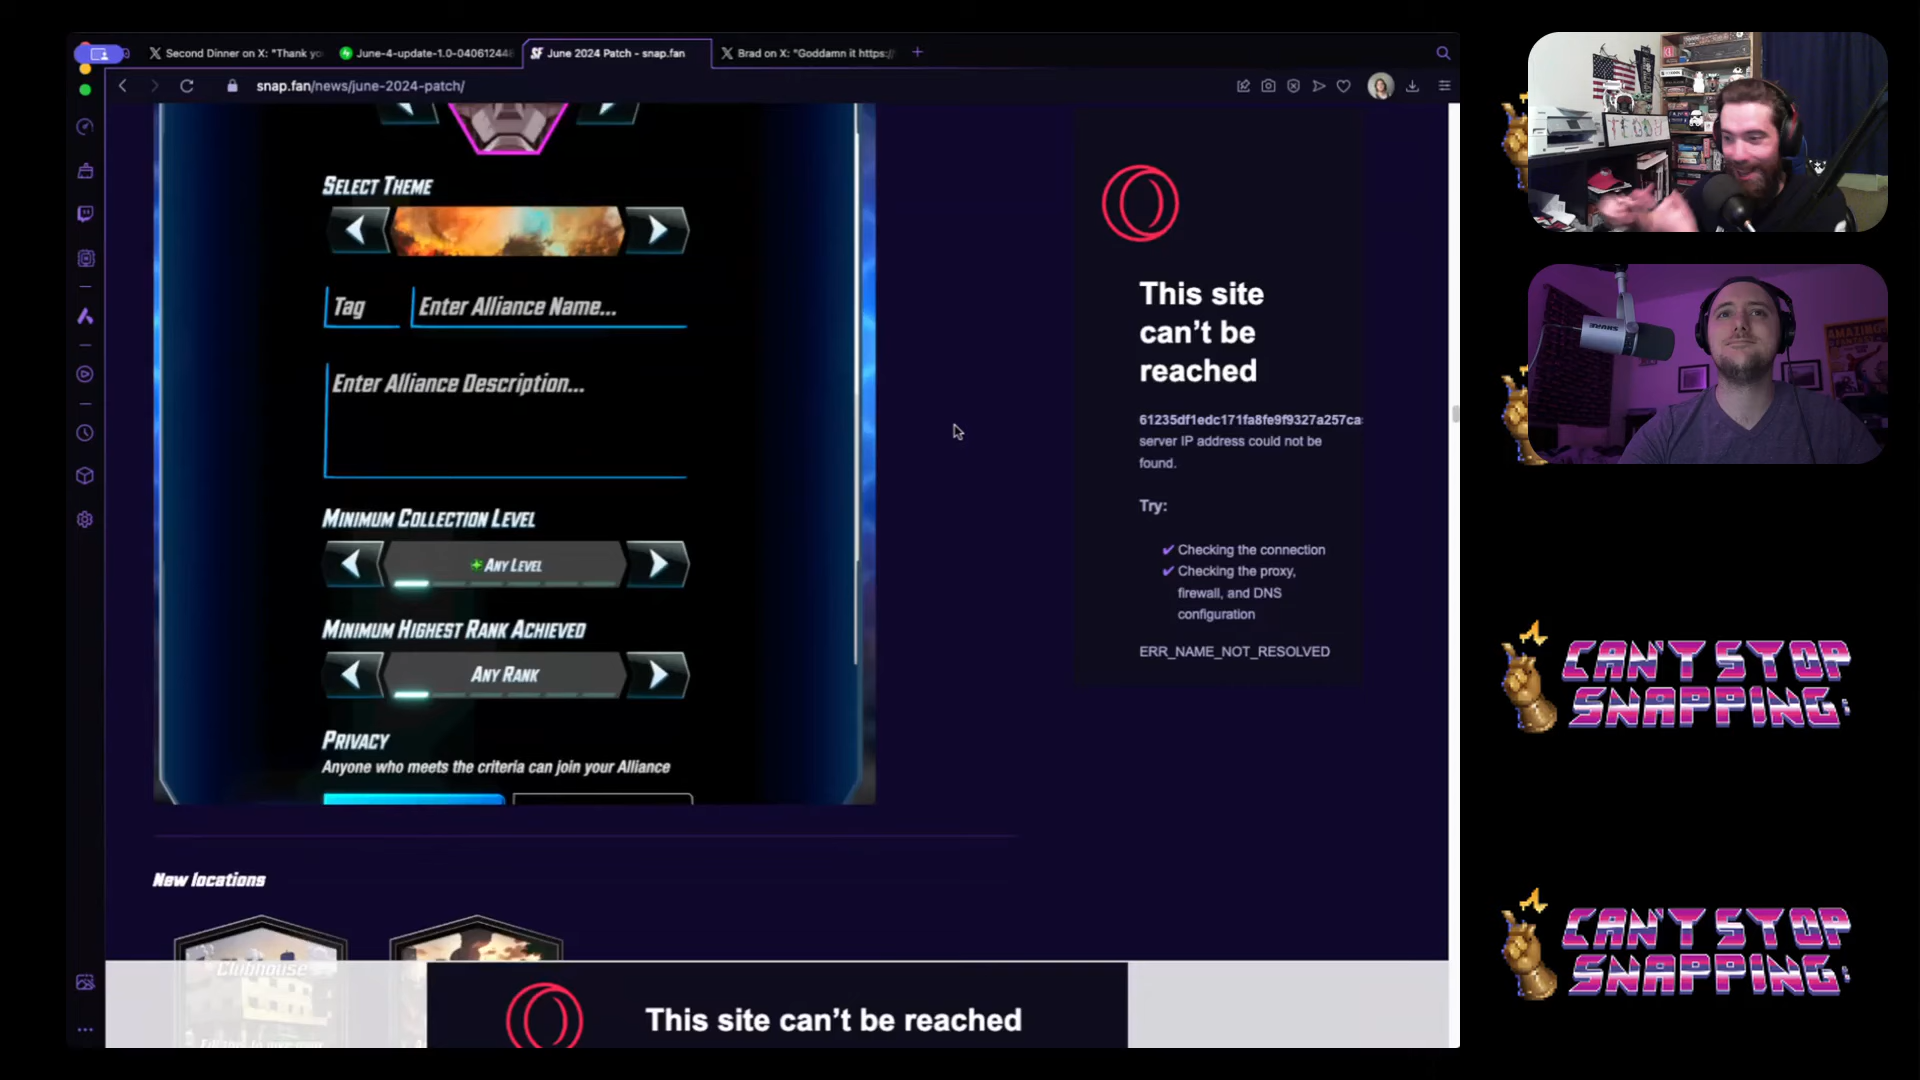 Second Dinner on X: "Thank yo
June-4-update-1.0-04061244
June 2024 Patch - snap.fan
Brad on X: "Goddamn it https:/
snap.fan/news/june-2024-patch/
SELECT THEME
Tag
Enter Alliance Name...
Enter Alliance Description...
MINIMUM COLLECTION LEVEL
ANY LEVEL
MINIMUM HIGHEST RANK ACHIEVED
ANY RANK
PRIVACY
Anyone who meets the criteria can join your Alliance
New locations
Clubhouse
This site can't be reached
This site
can't be
reached
61235df1edc171fa8fe9f9327a257ca
server IP address could not be
found.
Try:
Checking the connection
Checking the proxy,
firewall, and DNS
configuration
ERR_NAME_NOT_RESOLVED
SHURE
CAN'T STOP
SNAPPING:
CAN'T STOP
SNAPPING: